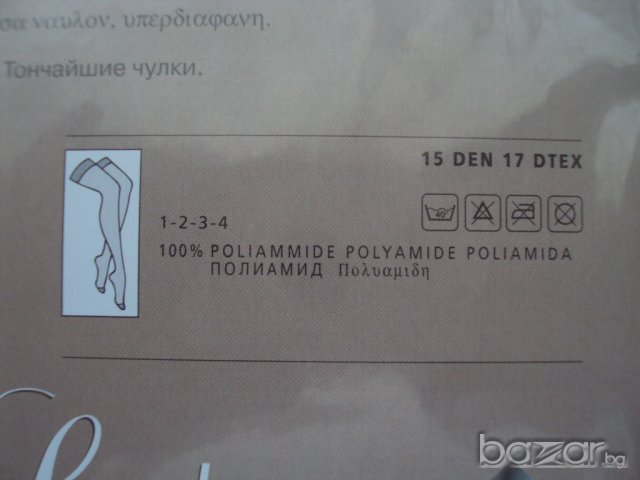 σα ναυλον, υπερδιαφανη.
Тончайшие чулки.
15 DEN 17 DTEX
40°
1-2-3-4
100% POLIAMMIDE POLYAMIDE POLIAMIDA
ПОЛИАМИД Πολυαμιδη
bazar.bg